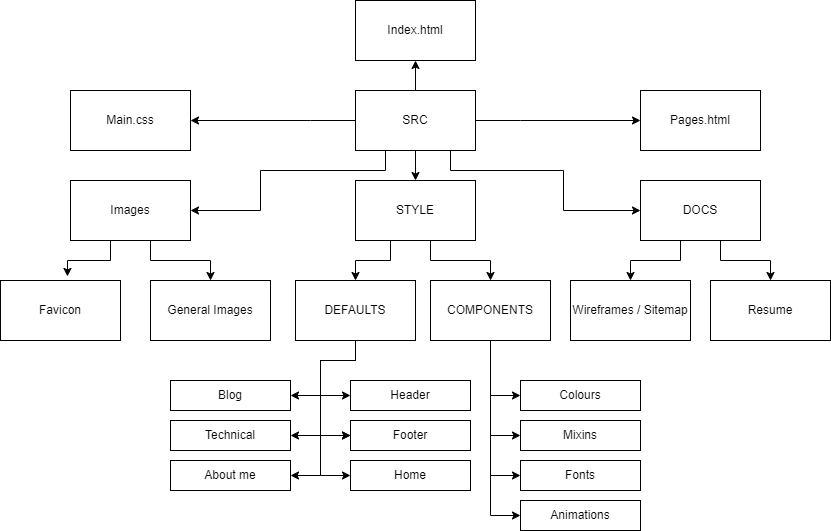 Index.html
Main.css
SRC
Pages.html
Images
STYLE
DOCS
Favicon
General Images
DEFAULTS
COMPONENTS
Wireframes / Sitemap
Resume
Blog
Header
Colours
Technical
Footer
Mixins
About me
Home
Fonts
Animations